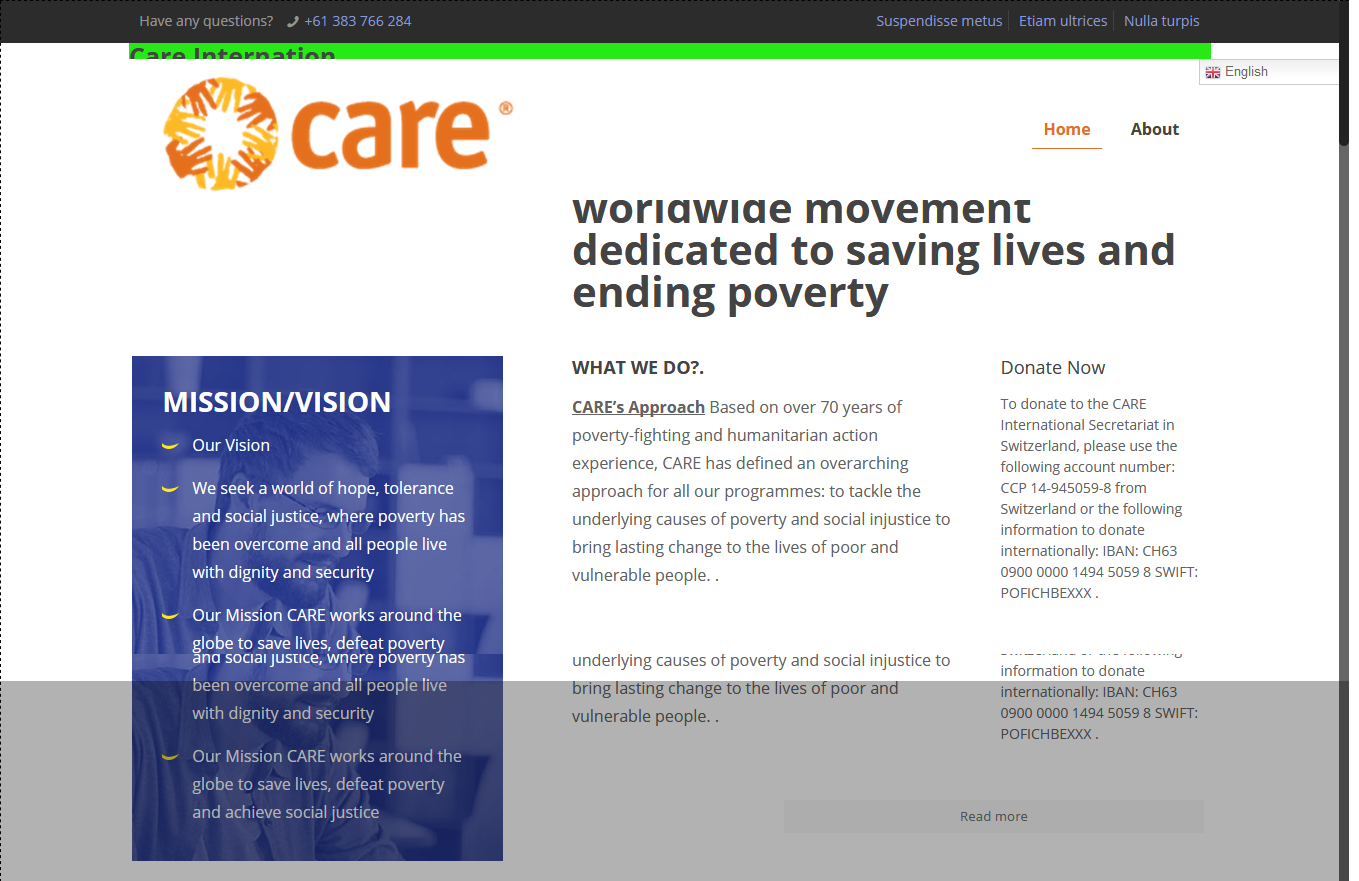 Have any questions? +61 383 766 284 Suspendisse metus Etiam ultrices Nulla turpis
Care Internation
English
care®
Home About
worldwide movement
dedicated to saving lives and
ending poverty
MISSION/VISION
Our Vision
We seek a world of hope, tolerance
and social justice, where poverty has
been overcome and all people live
with dignity and security
Our Mission CARE works around the
globe to save lives, defeat poverty
and social justice, where poverty has
been overcome and all people live
with dignity and security
Our Mission CARE works around the
globe to save lives, defeat poverty
and achieve social justice
WHAT WE DO?.
CARE’s Approach Based on over 70 years of
poverty-fighting and humanitarian action
experience, CARE has defined an overarching
approach for all our programmes: to tackle the
underlying causes of poverty and social injustice to
bring lasting change to the lives of poor and
vulnerable people. .
underlying causes of poverty and social injustice to
bring lasting change to the lives of poor and
vulnerable people. .
Donate Now
To donate to the CARE
International Secretariat in
Switzerland, please use the
following account number:
CCP 14-945059-8 from
Switzerland or the following
information to donate
internationally: IBAN: CH63
0900 0000 1494 5059 8 SWIFT:
POFICHBEXXX .
Switzerland or the following
information to donate
internationally: IBAN: CH63
0900 0000 1494 5059 8 SWIFT:
POFICHBEXXX .
Read more